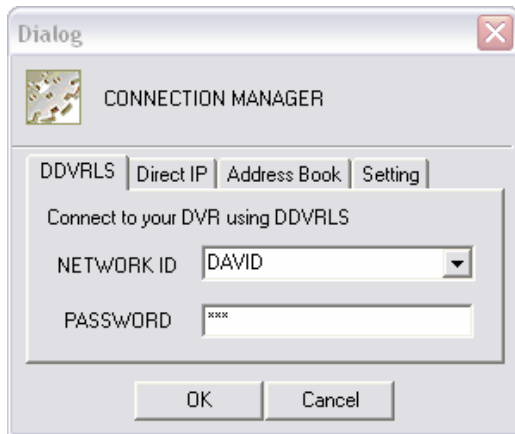 Dialog
CONNECTION MANAGER
DDVRLS Direct IP Address Book Setting
Connect to your DVR using DDVRLS
NETWORK ID DAVID
PASSWORD ***
OK Cancel